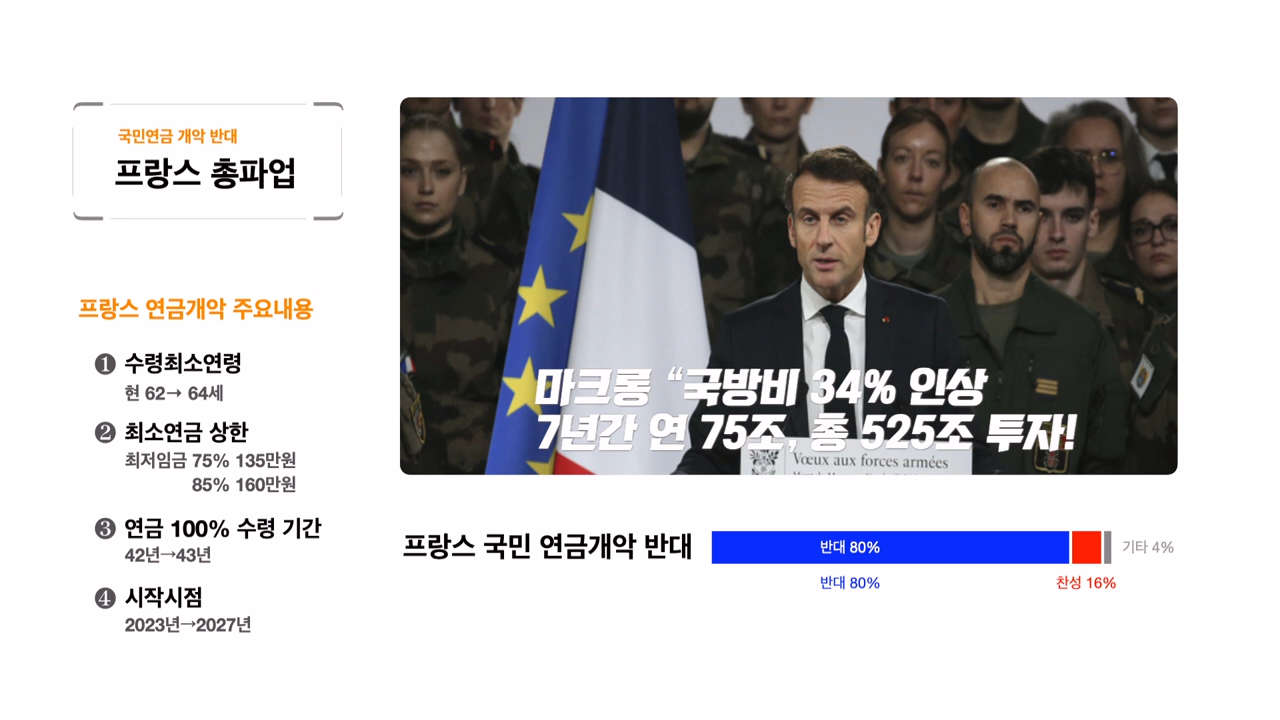 국민연금 개악 반대
프랑스 총파업
프랑스 연금개악 주요내용
❶ 수령최소연령
현 62→ 64세
❷ 최소연금 상한
최저임금 75% 135만원
85% 160만원
❸ 연금 100% 수령 기간
42년→43년
❹ 시작시점
2023년→2027년
마크롱 “국방비 34% 인상
7년간 연 75조, 총 525조 투자!
Vœux aux forces armées
프랑스 국민 연금개악 반대
반대 80%
기타 4%
반대 80%
찬성 16%